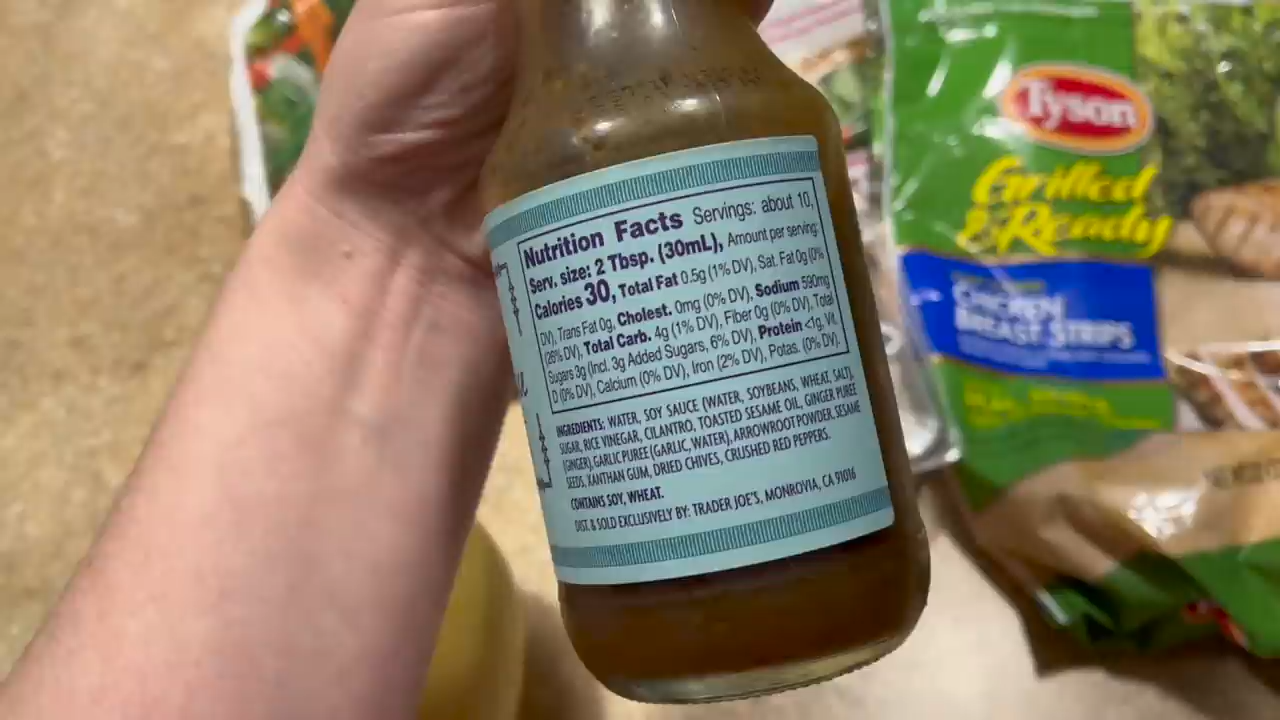 Nutrition Facts Servings: about 10,
Serv. size: 2 Tbsp. (30mL), Amount per serving:
Calories 30, Total Fat 0.5g (1% DV), Sat. Fat 0g (0%
DV), Trans Fat 0g, Cholest. 0mg (0% DV), Sodium 590mg
(26% DV), Total Carb. 4g (1% DV), Fiber 0g (0% DV), Total
Sugars 3g (Incl. 3g Added Sugars, 6% DV), Protein <1g, Vit.
D (0% DV), Calcium (0% DV), Iron (2% DV), Potas. (0% DV).
INGREDIENTS: WATER, SOY SAUCE (WATER, SOYBEANS, WHEAT, SALT),
SUGAR, RICE VINEGAR, CILANTRO, TOASTED SESAME OIL, GINGER PUREE
(GINGER), GARLIC PUREE (GARLIC, WATER), ARROWROOT POWDER, SESAME
SEEDS, XANTHAN GUM, DRIED CHIVES, CRUSHED RED PEPPERS.
CONTAINS SOY, WHEAT.
DIST. & SOLD EXCLUSIVELY BY: TRADER JOE'S, MONROVIA, CA 91016
Tyson
Grilled
& Ready
CHICKEN
BREAST STRIPS